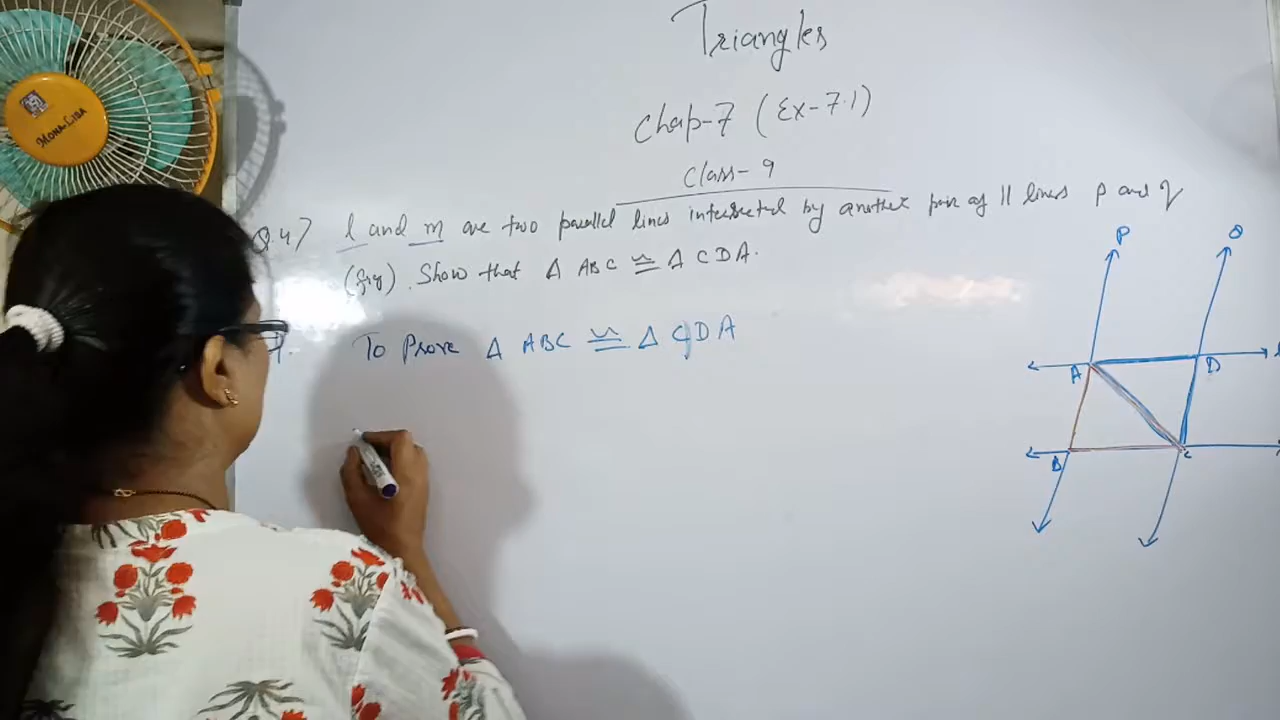 Triangles
Chap-7 (Ex-7.1)
Class-9
Q.4) l and m are two parallel lines intersected by another pair of || lines p and q
(fig). Show that Δ ABC ≅ Δ CDA.
To Prove Δ ABC ≅ Δ CDA
P
Q
A
D
B
C
MONA-LISA